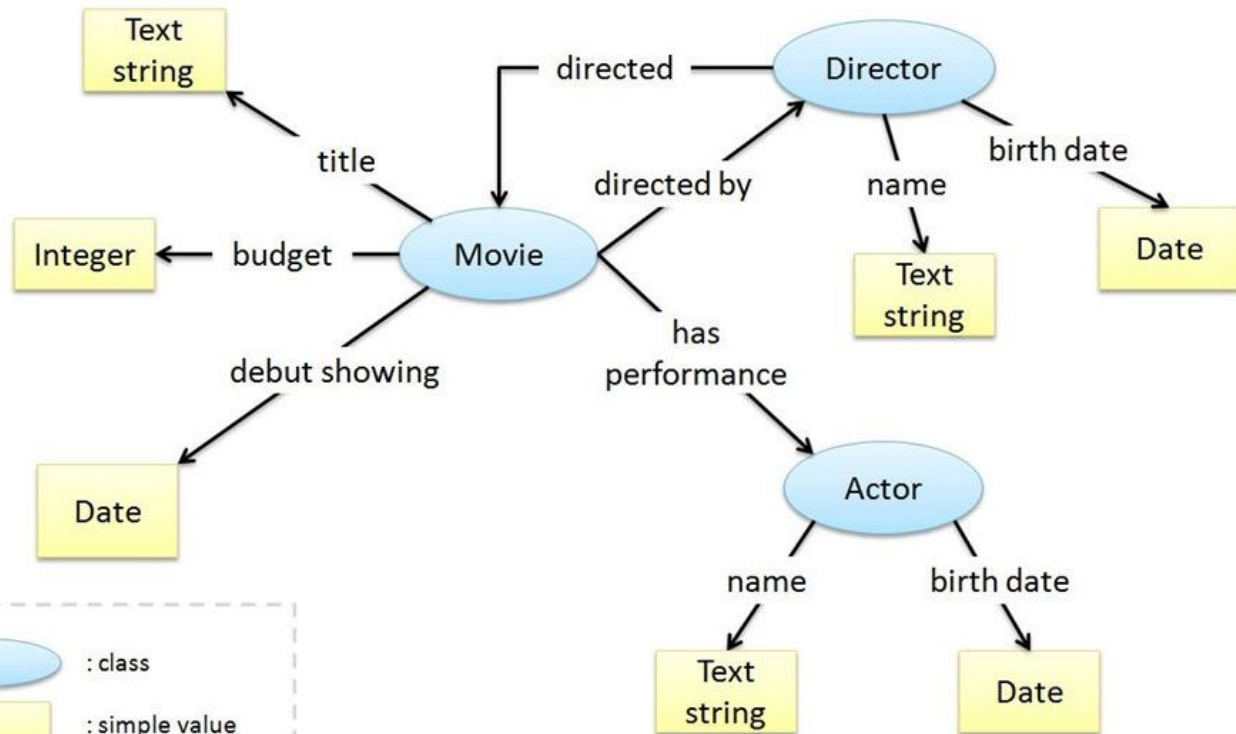 Text
string
directed
Director
title
directed by
name
birth date
Integer
budget
Movie
Text
string
Date
has
performance
debut showing
Date
Actor
name
birth date
Text
string
Date
: class
: simple value